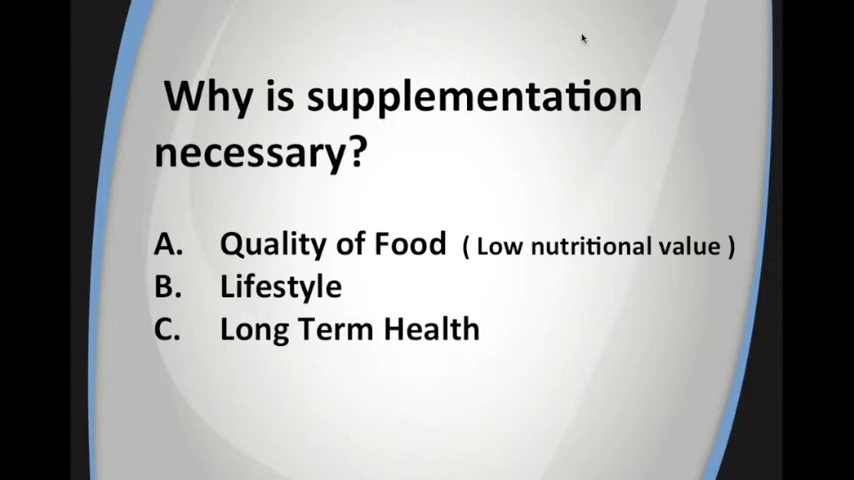 Why is supplementation
necessary?
A. Quality of Food ( Low nutritional value )
B. Lifestyle
C. Long Term Health